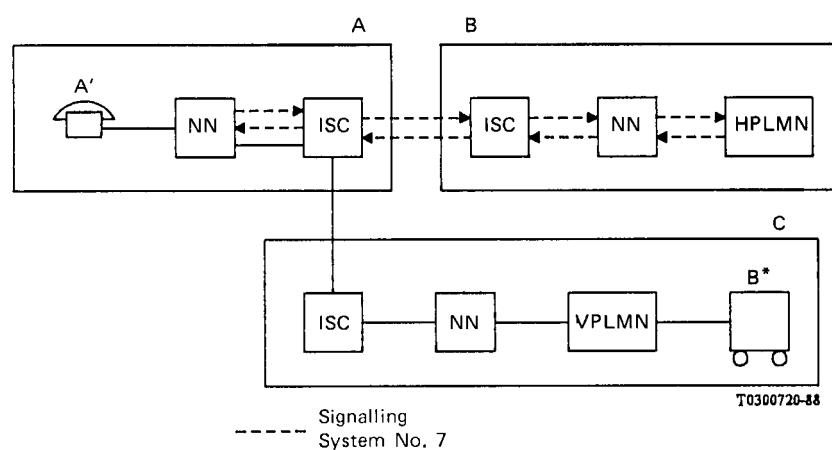 A
B
A'
NN
ISC
ISC
NN
HPLMN
C
B*
ISC
NN
VPLMN
T0300720-88
Signalling
System No. 7